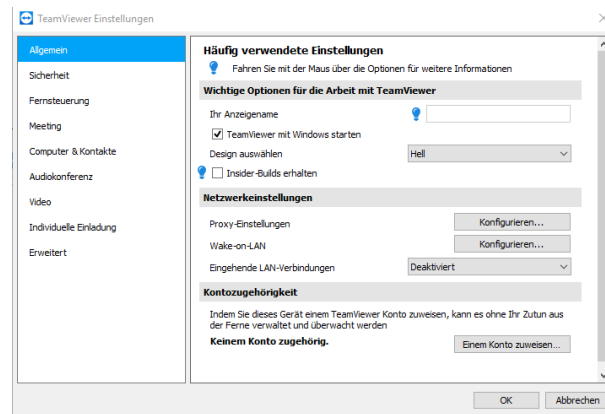 TeamViewer Einstellungen
Allgemein
Sicherheit
Fernsteuerung
Meeting
Computer & Kontakte
Audiokonferenz
Video
Individuelle Einladung
Erweitert
Häufig verwendete Einstellungen
Fahren Sie mit der Maus über die Optionen für weitere Informationen
Wichtige Optionen für die Arbeit mit TeamViewer
Ihr Anzeigename
TeamViewer mit Windows starten
Design auswählen Hell
Insider-Builds erhalten
Netzwerkeinstellungen
Proxy-Einstellungen Konfigurieren...
Wake-on-LAN Konfigurieren...
Eingehende LAN-Verbindungen Deaktiviert
Kontozugehörigkeit
Indem Sie dieses Gerät einem TeamViewer Konto zuweisen, kann es ohne Ihr Zutun aus
der Ferne verwaltet und überwacht werden
Keinem Konto zugehörig. Einem Konto zuweisen...
OK Abbrechen